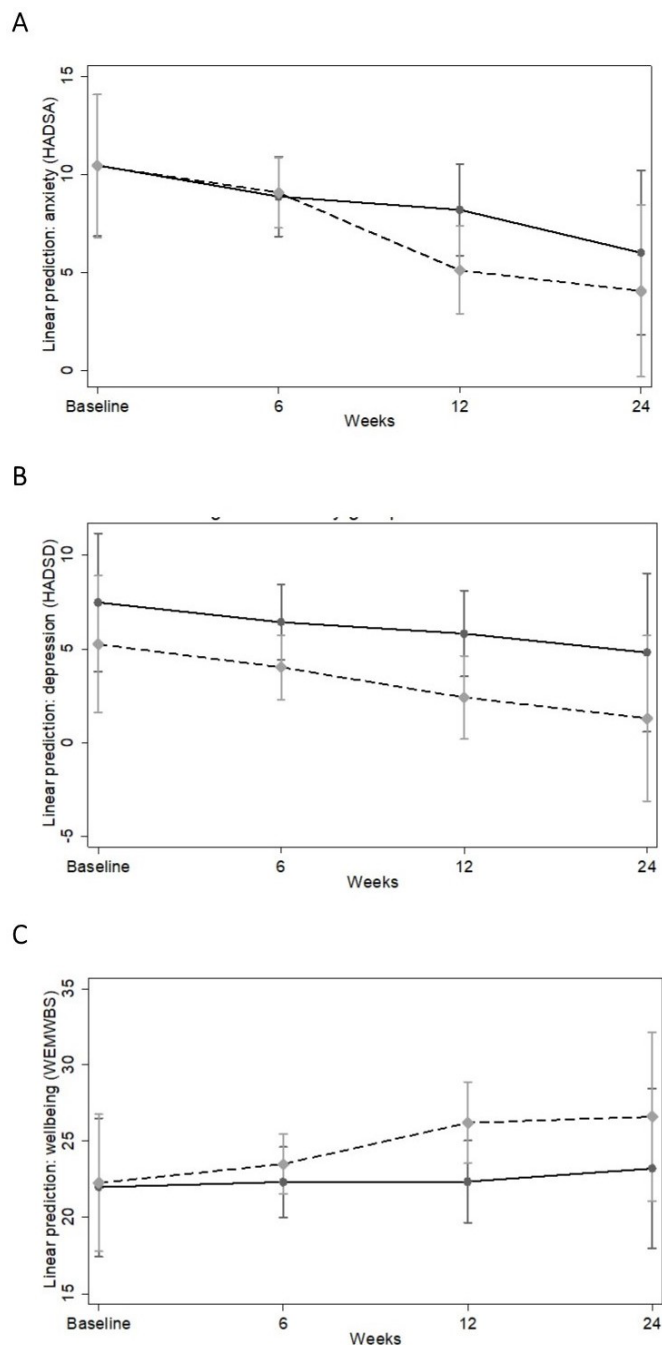 A
Linear prediction: anxiety (HADSA)
15
10
5
0
Baseline
6
12
24
Weeks
B
Linear prediction: depression (HADSD)
10
5
0
-5
Baseline
6
12
24
Weeks
C
Linear prediction: wellbeing (WEMWBS)
35
30
25
20
15
Baseline
6
12
24
Weeks